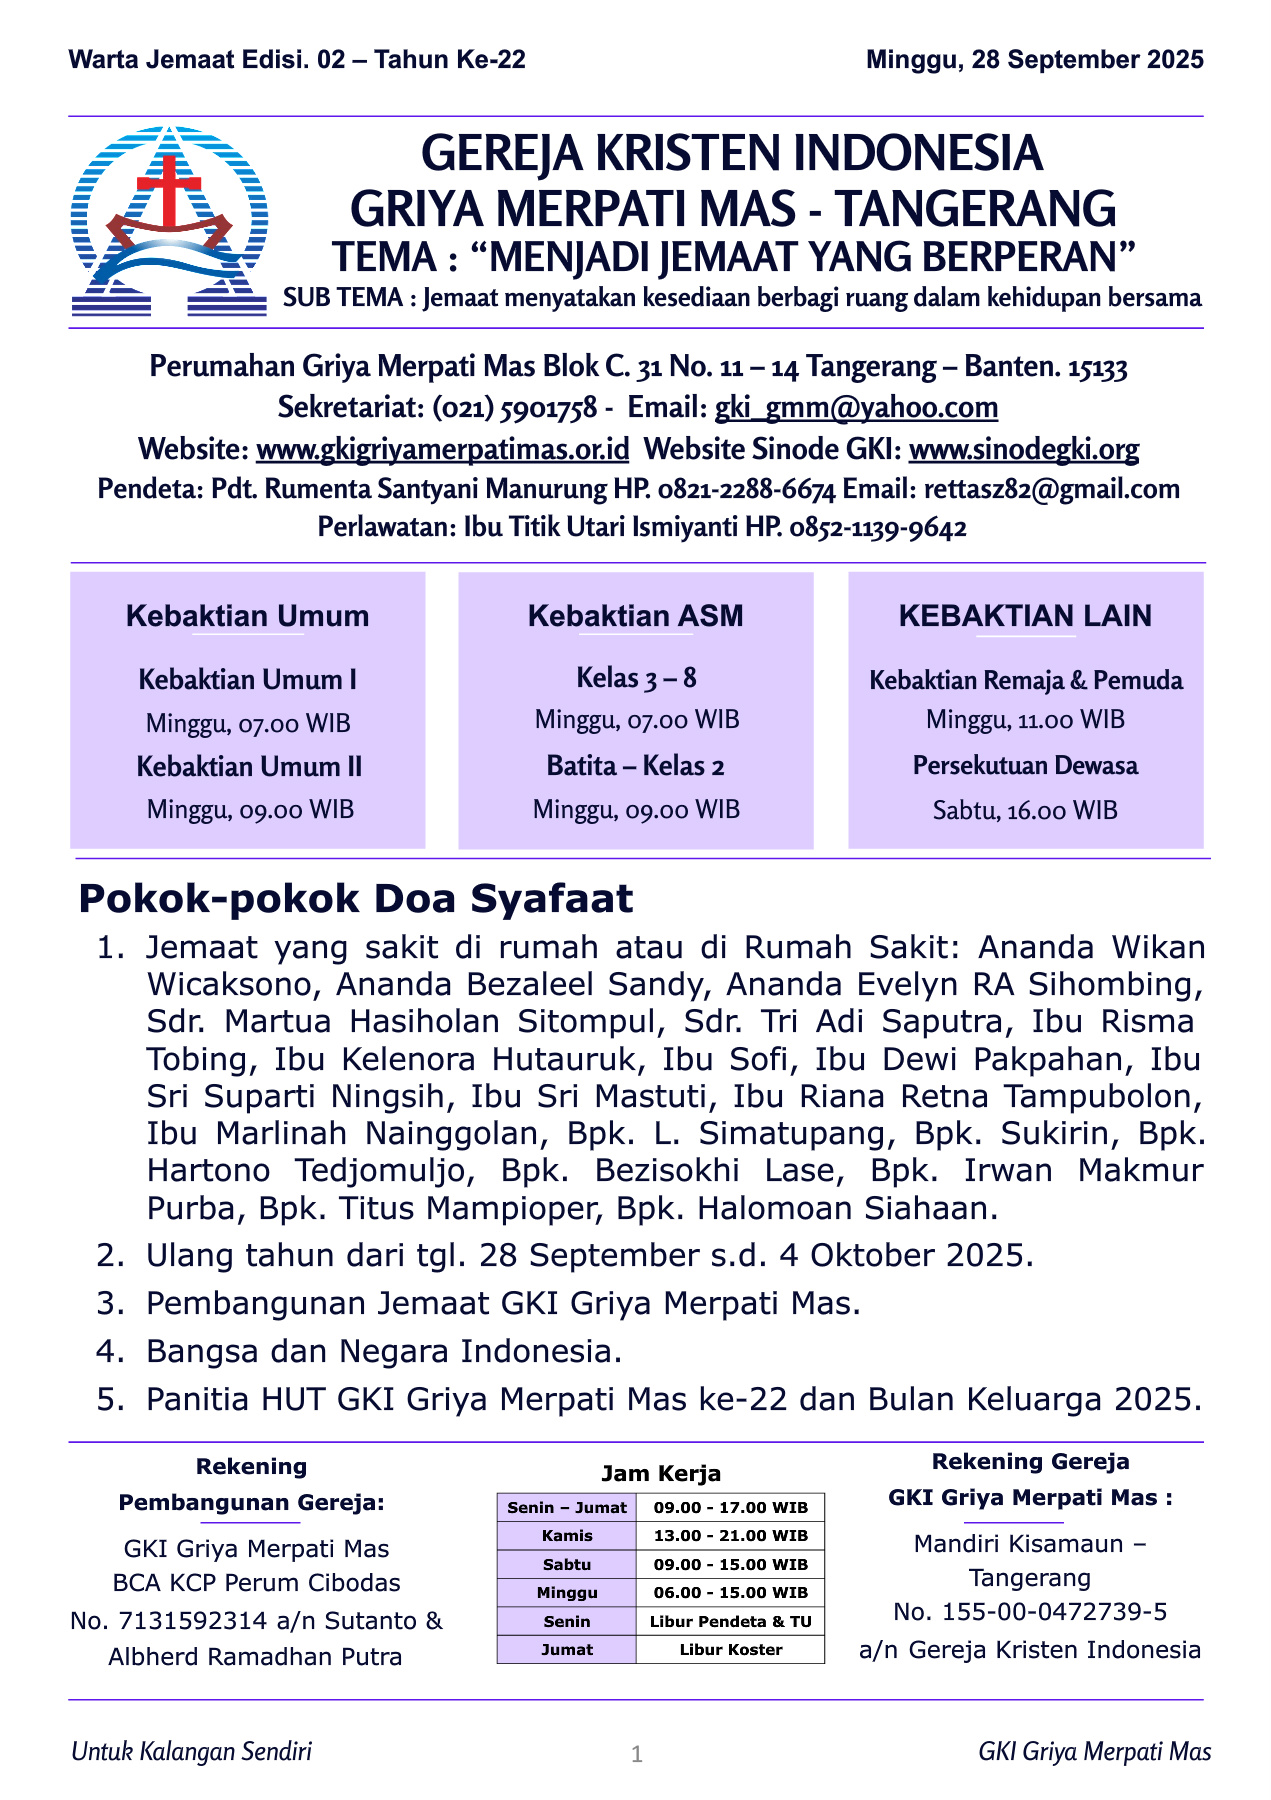 Warta Jemaat Edisi. 02 – Tahun Ke-22
Minggu, 28 September 2025
GEREJA KRISTEN INDONESIA
GRIYA MERPATI MAS - TANGERANG
TEMA : “MENJADI JEMAAT YANG BERPERAN”
SUB TEMA : Jemaat menyatakan kesediaan berbagi ruang dalam kehidupan bersama
Perumahan Griya Merpati Mas Blok C. 31 No. 11 – 14 Tangerang – Banten. 15133
Sekretariat: (021) 5901758 - Email: gki_gmm@yahoo.com
Website: www.gkigriyamerpatimas.or.id Website Sinode GKI: www.sinodegki.org
Pendeta: Pdt. Rumenta Santyani Manurung HP. 0821-2288-6674 Email: rettasz82@gmail.com
Perlawatan: Ibu Titik Utari Ismiyanti HP. 0852-1139-9642
Kebaktian Umum
Kebaktian Umum I
Minggu, 07.00 WIB
Kebaktian Umum II
Minggu, 09.00 WIB
Kebaktian ASM
Kelas 3 – 8
Minggu, 07.00 WIB
Batita – Kelas 2
Minggu, 09.00 WIB
KEBAKTIAN LAIN
Kebaktian Remaja & Pemuda
Minggu, 11.00 WIB
Persekutuan Dewasa
Sabtu, 16.00 WIB
Pokok-pokok Doa Syafaat
1. Jemaat yang sakit di rumah atau di Rumah Sakit: Ananda Wikan
Wicaksono, Ananda Bezaleel Sandy, Ananda Evelyn RA Sihombing,
Sdr. Martua Hasiholan Sitompul, Sdr. Tri Adi Saputra, Ibu Risma
Tobing, Ibu Kelenora Hutauruk, Ibu Sofi, Ibu Dewi Pakpahan, Ibu
Sri Suparti Ningsih, Ibu Sri Mastuti, Ibu Riana Retna Tampubolon,
Ibu Marlinah Nainggolan, Bpk. L. Simatupang, Bpk. Sukirin, Bpk.
Hartono Tedjomuljo, Bpk. Bezisokhi Lase, Bpk. Irwan Makmur
Purba, Bpk. Titus Mampioper, Bpk. Halomoan Siahaan.
2. Ulang tahun dari tgl. 28 September s.d. 4 Oktober 2025.
3. Pembangunan Jemaat GKI Griya Merpati Mas.
4. Bangsa dan Negara Indonesia.
5. Panitia HUT GKI Griya Merpati Mas ke-22 dan Bulan Keluarga 2025.
Rekening
Pembangunan Gereja:
GKI Griya Merpati Mas
BCA KCP Perum Cibodas
No. 7131592314 a/n Sutanto &
Albherd Ramadhan Putra
Jam Kerja
Senin – Jumat 09.00 - 17.00 WIB
Kamis 13.00 - 21.00 WIB
Sabtu 09.00 - 15.00 WIB
Minggu 06.00 - 15.00 WIB
Senin Libur Pendeta & TU
Jumat Libur Koster
Rekening Gereja
GKI Griya Merpati Mas :
Mandiri Kisamaun –
Tangerang
No. 155-00-0472739-5
a/n Gereja Kristen Indonesia
Untuk Kalangan Sendiri
1
GKI Griya Merpati Mas